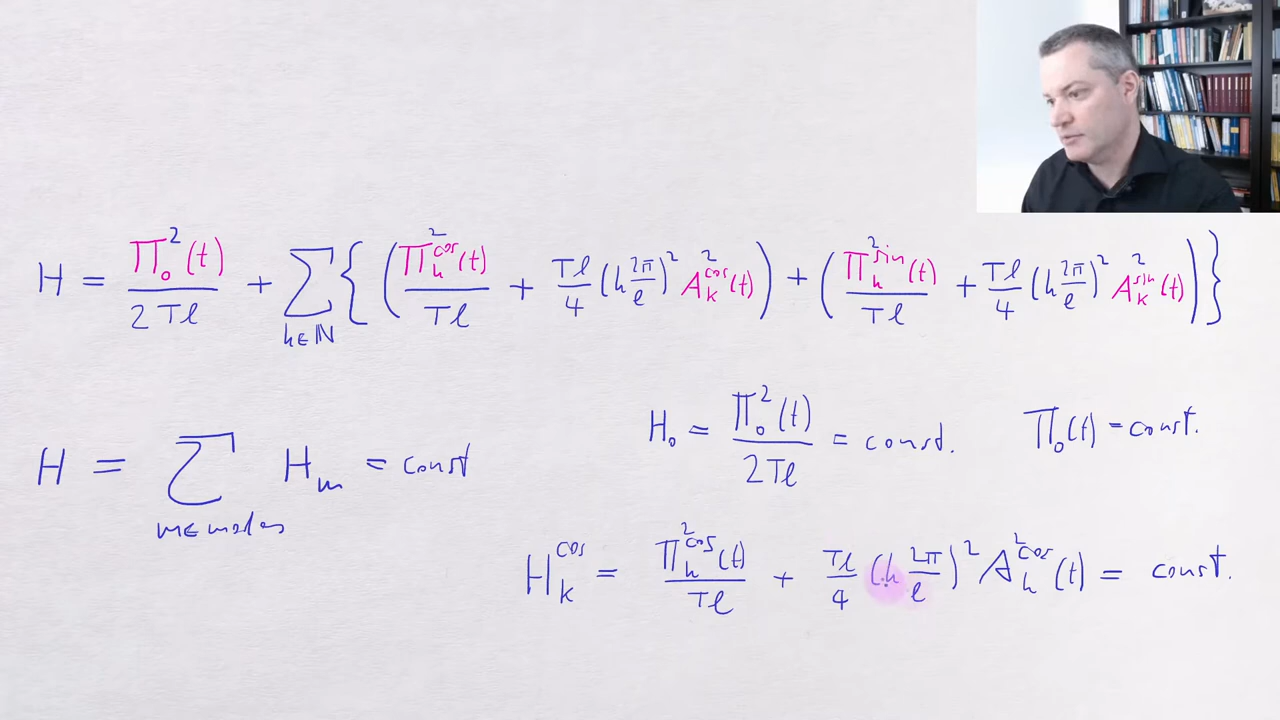 H = Π₀²(t) / 2Tl + ∑_{k∈ℕ} { ( Π_k^{cos 2}(t) / Tl + Tl/4 (k 2π/l)² A_k^{cos 2}(t) ) + ( Π_k^{sin 2}(t) / Tl + Tl/4 (k 2π/l)² A_k^{sin 2}(t) ) }
H₀ = Π₀²(t) / 2Tl = const. Π₀(t) = const.
H = ∑_{m∈modes} H_m = const
H_k^{cos} = Π_k^{cos 2}(t) / Tl + Tl/4 (k 2π/l)² A_k^{cos 2}(t) = const.